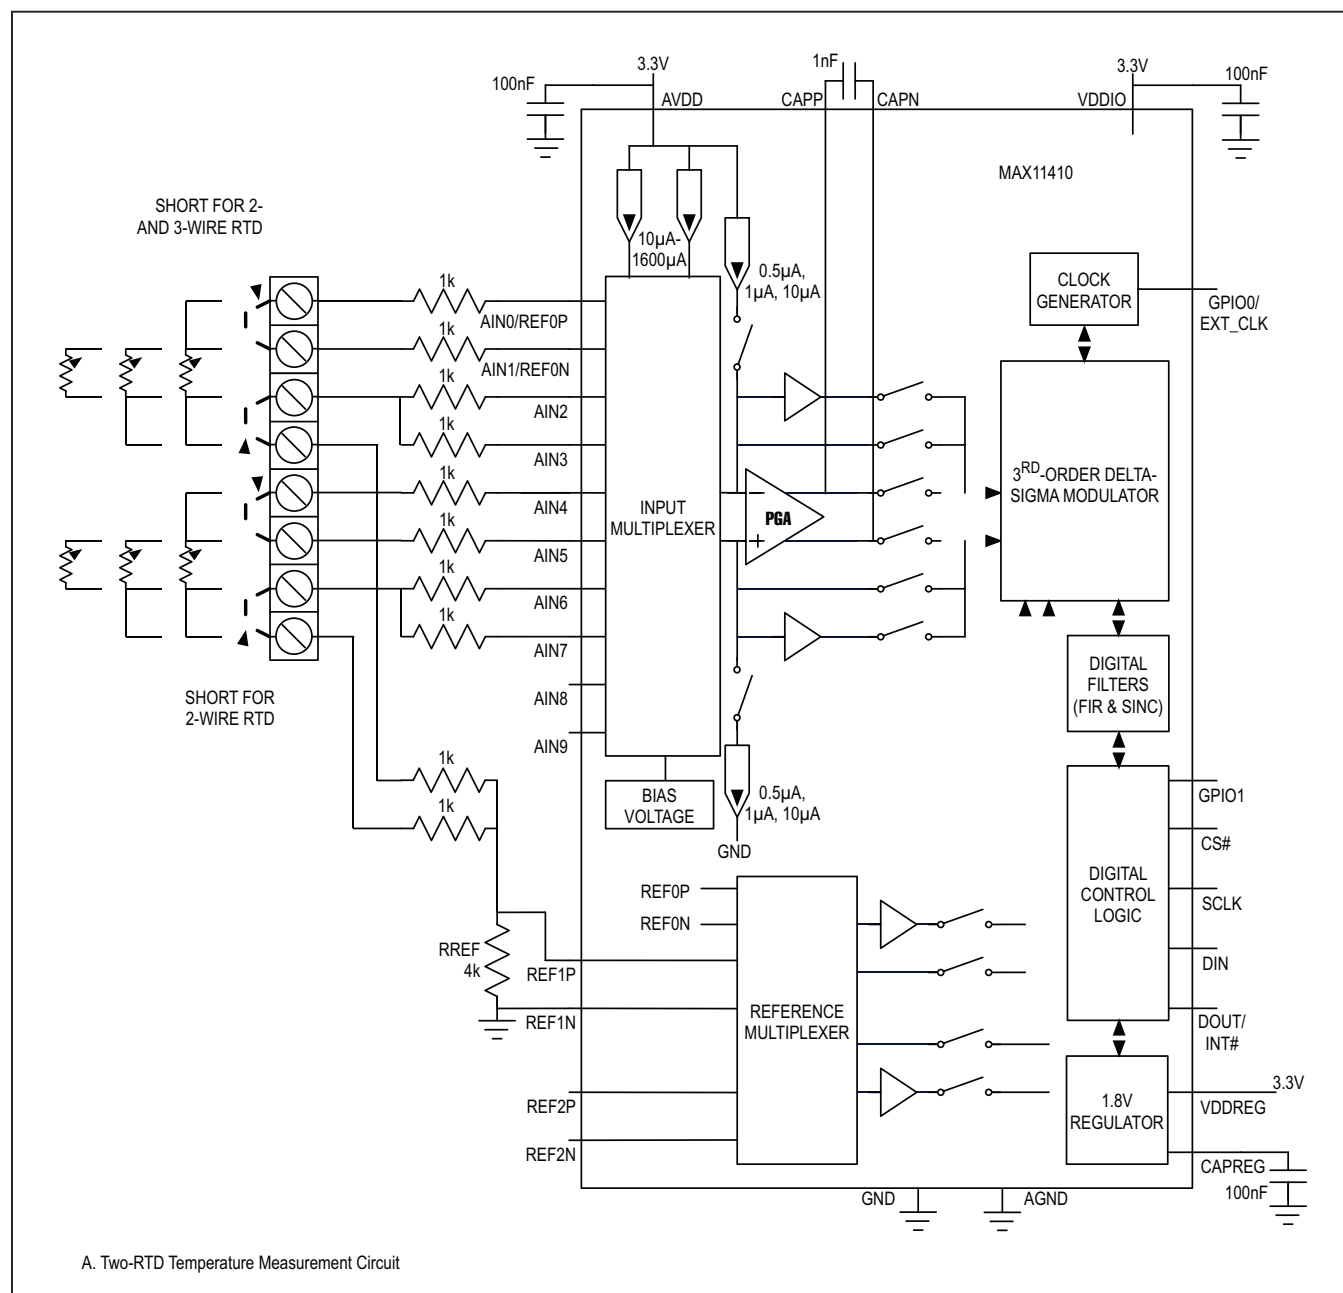 3.3V
1nF
3.3V
100nF
100nF
AVDD
CAPP
CAPN
VDDIO
MAX11410
SHORT FOR 2-
AND 3-WIRE RTD
10µA-
1600µA
0.5µA,
1µA, 10µA
CLOCK
GENERATOR
GPIO0/
EXT_CLK
1k
AIN0/REF0P
1k
AIN1/REF0N
1k
AIN2
1k
AIN3
1k
AIN4
1k
AIN5
1k
AIN6
1k
AIN7
AIN8
AIN9
INPUT
MULTIPLEXER
PGA
3RD-ORDER DELTA-
SIGMA MODULATOR
SHORT FOR
2-WIRE RTD
DIGITAL
FILTERS
(FIR & SINC)
1k
1k
BIAS
VOLTAGE
0.5µA,
1µA, 10µA
GND
GPIO1
CS#
SCLK
DIN
DOUT/
INT#
DIGITAL
CONTROL
LOGIC
REF0P
REF0N
RREF
4k
REF1P
REF1N
REFERENCE
MULTIPLEXER
REF2P
REF2N
1.8V
REGULATOR
3.3V
VDDREG
CAPREG
100nF
GND
AGND
A. Two-RTD Temperature Measurement Circuit